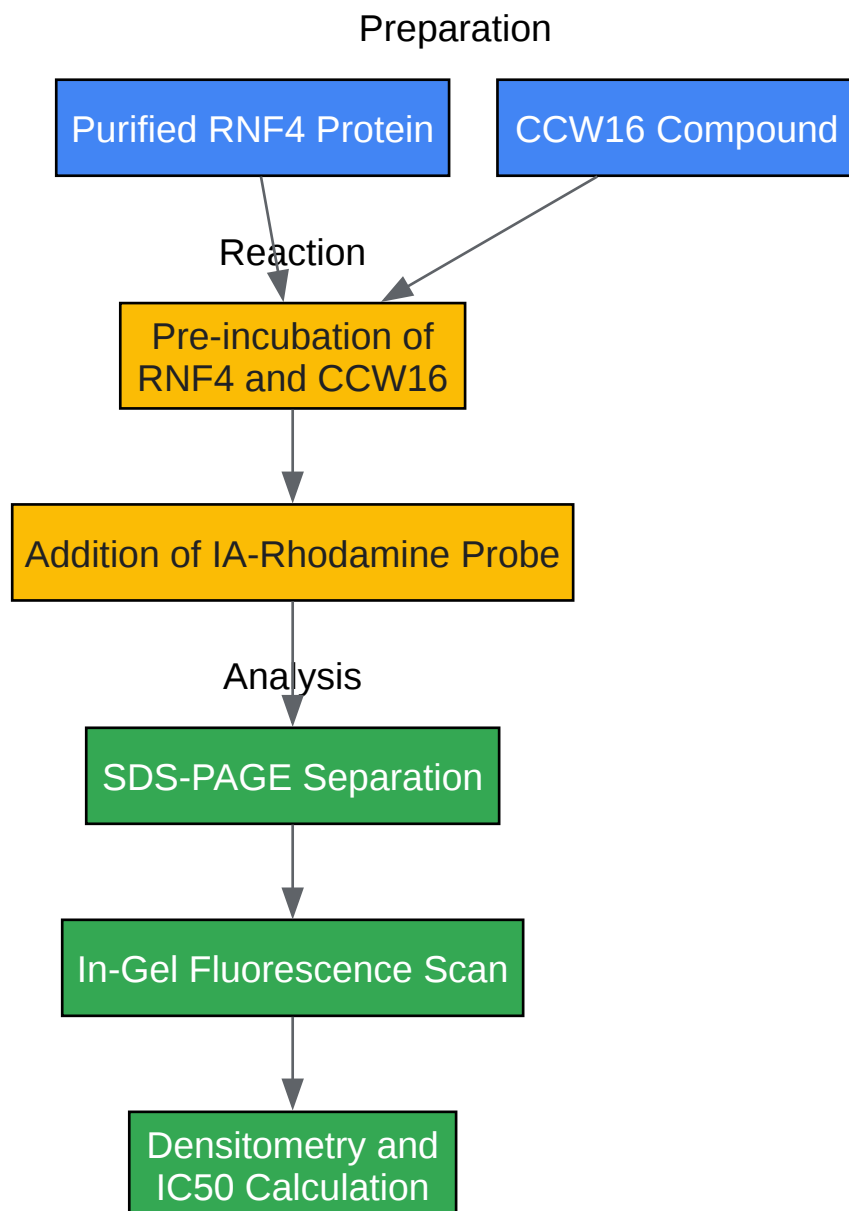 Preparation
Purified RNF4 Protein
CCW16 Compound
Reaction
Pre-incubation of
RNF4 and CCW16
Addition of IA-Rhodamine Probe
Analysis
SDS-PAGE Separation
In-Gel Fluorescence Scan
Densitometry and
IC50 Calculation